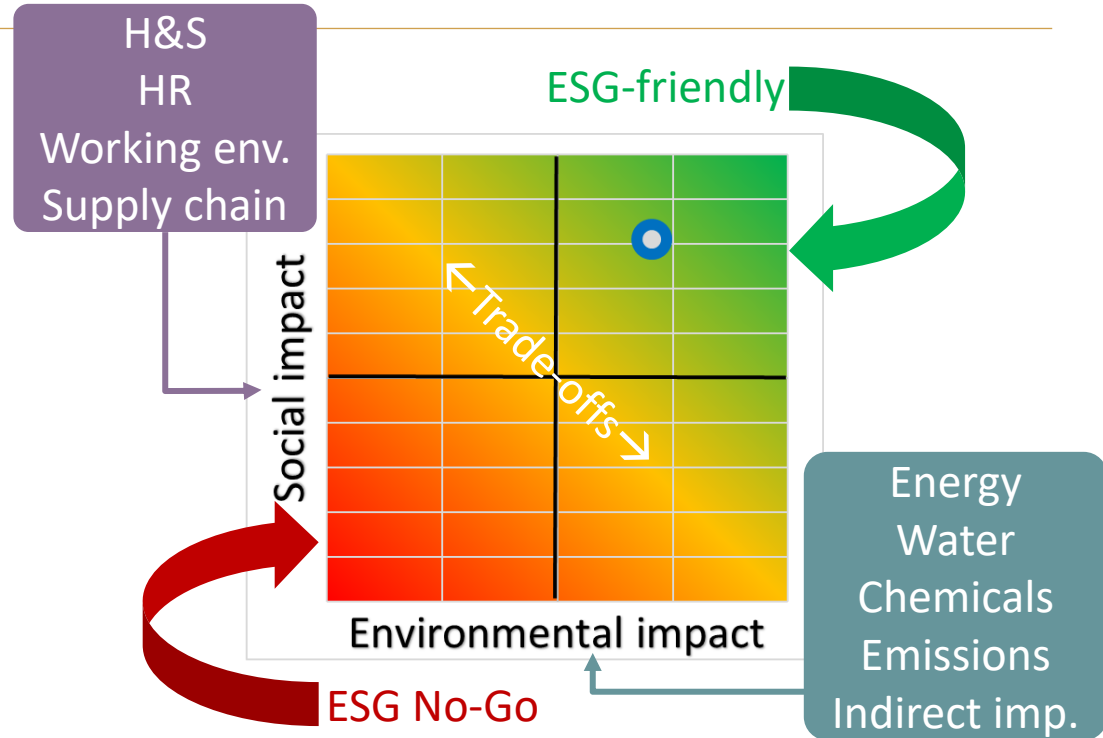 H&S
HR
Working env.
Supply chain
ESG-friendly
Social impact
←Trade-offs→
Environmental impact
ESG No-Go
Energy
Water
Chemicals
Emissions
Indirect imp.